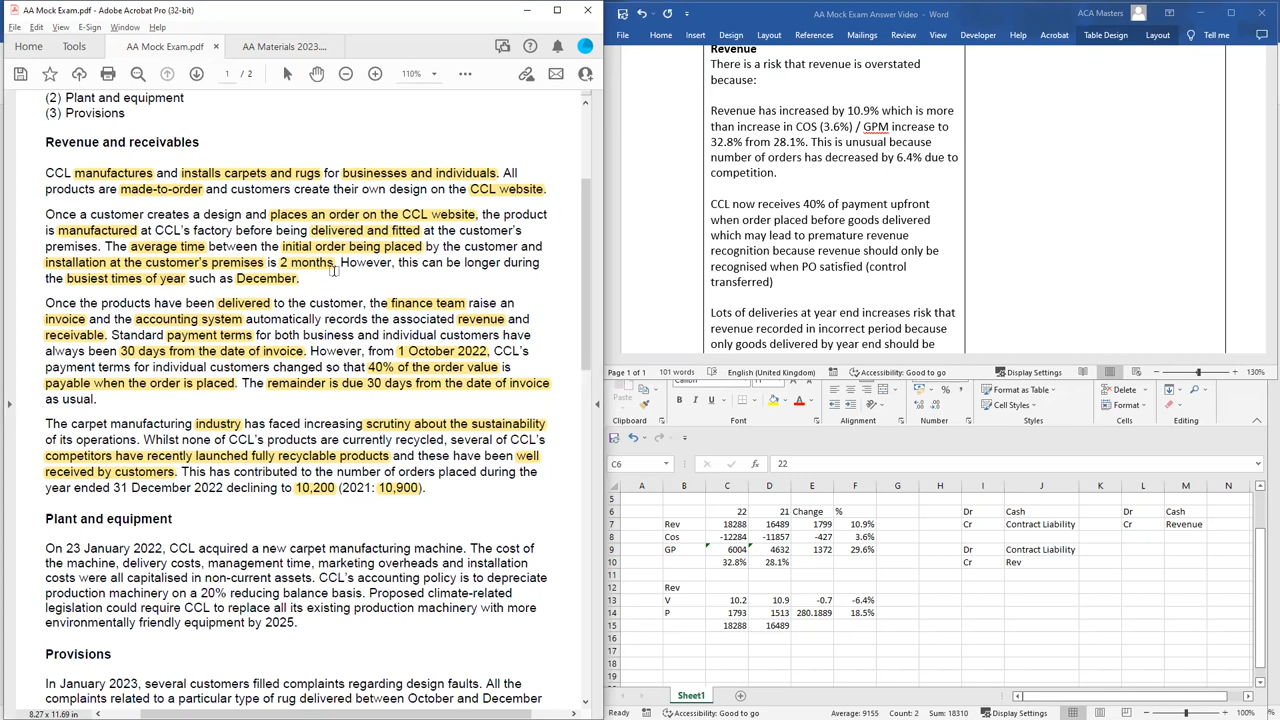 AA Mock Exam.pdf - Adobe Acrobat Pro (32-bit)
File Edit View E-Sign Window Help
Home Tools AA Mock Exam.pdf × AA Materials 2023....
1 / 2 110%
(2) Plant and equipment
(3) Provisions
Revenue and receivables
CCL manufactures and installs carpets and rugs for businesses and individuals. All
products are made-to-order and customers create their own design on the CCL website.
Once a customer creates a design and places an order on the CCL website, the product
is manufactured at CCL's factory before being delivered and fitted at the customer's
premises. The average time between the initial order being placed by the customer and
installation at the customer's premises is 2 months. However, this can be longer during
the busiest times of year such as December.
Once the products have been delivered to the customer, the finance team raise an
invoice and the accounting system automatically records the associated revenue and
receivable. Standard payment terms for both business and individual customers have
always been 30 days from the date of invoice. However, from 1 October 2022, CCL's
payment terms for individual customers changed so that 40% of the order value is
payable when the order is placed. The remainder is due 30 days from the date of invoice
as usual.
The carpet manufacturing industry has faced increasing scrutiny about the sustainability
of its operations. Whilst none of CCL's products are currently recycled, several of CCL's
competitors have recently launched fully recyclable products and these have been well
received by customers. This has contributed to the number of orders placed during the
year ended 31 December 2022 declining to 10,200 (2021: 10,900).
Plant and equipment
On 23 January 2022, CCL acquired a new carpet manufacturing machine. The cost of
the machine, delivery costs, management time, marketing overheads and installation
costs were all capitalised in non-current assets. CCL's accounting policy is to depreciate
production machinery on a 20% reducing balance basis. Proposed climate-related
legislation could require CCL to replace all its existing production machinery with more
environmentally friendly equipment by 2025.
Provisions
In January 2023, several customers filled complaints regarding design faults. All the
complaints related to a particular type of rug delivered between October and December
8.27 x 11.69 in
AA Mock Exam Answer Video - Word ACA Masters
File Home Insert Draw Design Layout References Mailings Review View Developer Help Acrobat Table Design Layout Tell me
Revenue
There is a risk that revenue is overstated
because:
Revenue has increased by 10.9% which is more
than increase in COS (3.6%) / GPM increase to
32.8% from 28.1%. This is unusual because
number of orders has decreased by 6.4% due to
competition.
CCL now receives 40% of payment upfront
when order placed before goods delivered
which may lead to premature revenue
recognition because revenue should only be
recognised when PO satisfied (control
transferred)
Lots of deliveries at year end increases risk that
revenue recorded in incorrect period because
only goods delivered by year end should be
Page 1 of 1 101 words English (United Kingdom) Accessibility: Good to go Display Settings 130%
Paste B I U A % Format as Table Delete
Cell Styles Format
Clipboard Font Alignment Number Styles Cells Editing
C6 fx 22
A B C D E F G H I J K L M N
5
6 22 21 Change % Dr Cash Dr Cash
7 Rev 18288 16489 1799 10.9% Cr Contract Liability Cr Revenue
8 Cos -12284 -11857 -427 3.6%
9 GP 6004 4632 1372 29.6% Dr Contract Liability
10 32.8% 28.1% Cr Rev
11
12 Rev
13 V 10.2 10.9 -0.7 -6.4%
14 P 1793 1513 280.1889 18.5%
15 18288 16489
16
17
18
Sheet1
Ready Accessibility: Good to go Average: 9155 Count: 2 Sum: 18310 Display Settings 100%